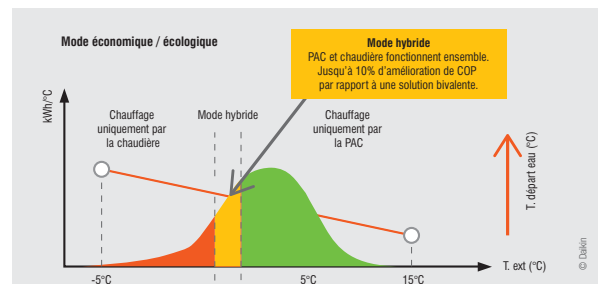 Mode économique / écologique
Mode hybride
PAC et chaudière fonctionnent ensemble.
Jusqu'à 10% d'amélioration de COP
par rapport à une solution bivalente.
kWh/°C
Chauffage
uniquement par
la chaudière
Mode hybride
Chauffage
uniquement par
la PAC
T. départ eau (°C)
T. ext (°C)
-5°C
5°C
15°C
© Daikin